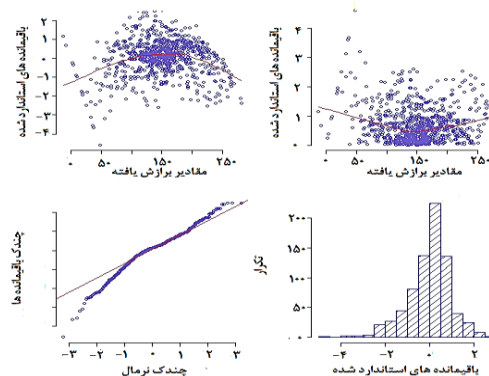 باقیمانده های استاندارد شده
۲
۱
۰
-۱
-۲
-۳
-۴
۰ ۵۰ ۱۵۰ ۲۵۰
مقادیر برازش یافته
باقیمانده های استاندارد شده
۴
۳
۲
۱
۰
۰ ۵۰ ۱۵۰ ۲۵۰
مقادیر برازش یافته
چندک باقیمانده ها
-۳ -۲ -۱ ۰ ۱ ۲ ۳
چندک نرمال
تکرار
۲۰۰
۱۵۰
۱۰۰
۵۰
۰
-۴ -۲ ۰ ۲
باقیمانده های استاندارد شده